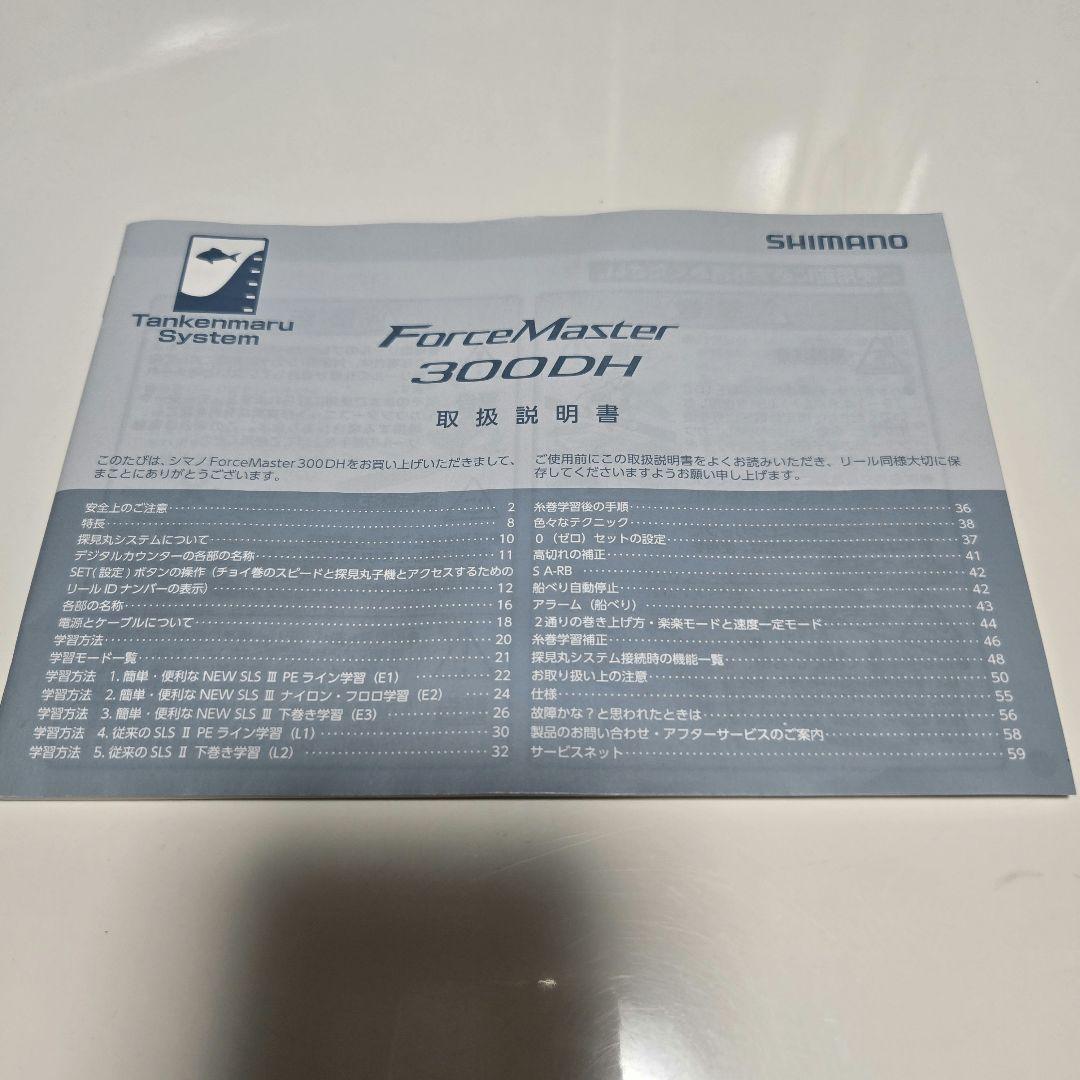 SHIMANO
Tankenmaru
System
ForceMaster
300DH
取扱説明書
このたびは、シマノForceMaster300DHをお買い上げいただきまして、
まことにありがとうございます。
ご使用前にこの取扱説明書をよくお読みいただき、リール同様大切に保
存してくださいますようお願い申し上げます。
安全上のご注意 2
特長 8
探見丸システムについて 10
デジタルカウンターの各部の名称 11
SET(設定)ボタンの操作(チョイ巻のスピードと探見丸子機とアクセスするための
リールIDナンバーの表示) 12
各部の名称 16
電源とケーブルについて 18
学習方法 20
学習モード一覧 21
学習方法 1. 簡単・便利な NEW SLS Ⅲ PE ライン学習(E1) 22
学習方法 2. 簡単・便利な NEW SLS Ⅲ ナイロン・フロロ学習(E2) 24
学習方法 3. 簡単・便利な NEW SLS Ⅲ 下巻き学習(E3) 26
学習方法 4. 従来の SLS Ⅱ PE ライン学習(L1) 30
学習方法 5. 従来の SLS Ⅱ 下巻き学習(L2) 32
糸巻学習後の手順 36
色々なテクニック 38
0(ゼロ)セットの設定 37
高切れの補正 41
S A-RB 42
船べり自動停止 42
アラーム(船べり) 43
2通りの巻き上げ方・楽楽モードと速度一定モード 44
糸巻学習補正 46
探見丸システム接続時の機能一覧 48
お取り扱い上の注意 50
仕様 55
故障かな?と思われたときは 56
製品のお問い合わせ・アフターサービスのご案内 58
サービスネット 59